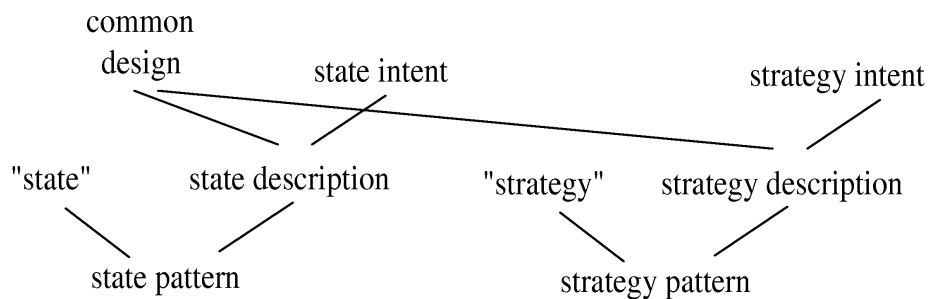 common
design
state intent
strategy intent
"state"
state description
"strategy"
strategy description
state pattern
strategy pattern